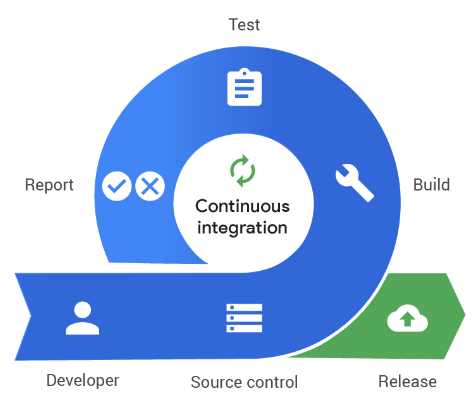 Test
Report
Continuous
integration
Build
Developer
Source control
Release